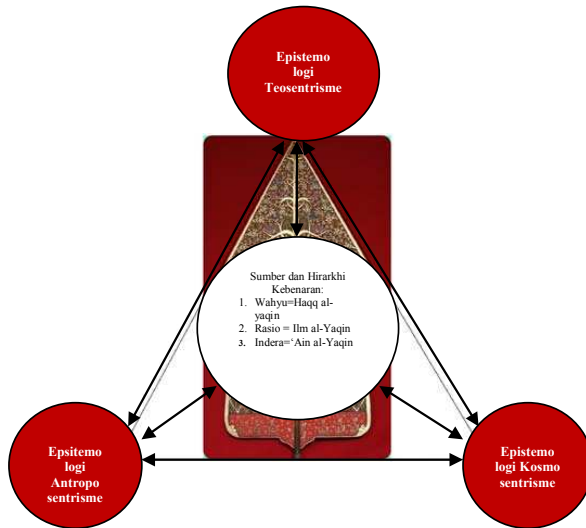 Epistemo
logi
Teosentrisme
Sumber dan Hirarkhi
Kebenaran:
1. Wahyu=Haqq al-
yaqin
2. Rasio = Ilm al-Yaqin
3. Indera=‘Ain al-Yaqin
Epsitemo
logi
Antropo
sentrisme
Epistemo
logi Kosmo
sentrisme